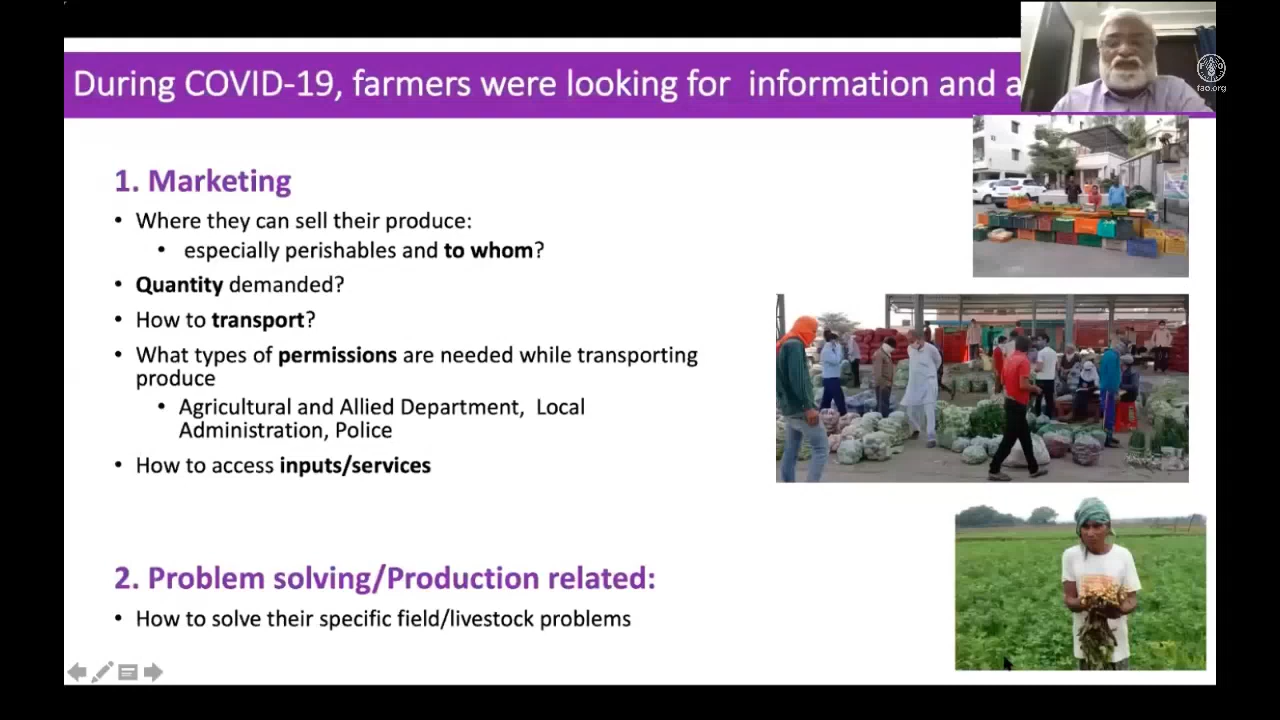 During COVID-19, farmers were looking for information and a
fao.org
1. Marketing
• Where they can sell their produce:
• especially perishables and to whom?
• Quantity demanded?
• How to transport?
• What types of permissions are needed while transporting
produce
• Agricultural and Allied Department, Local
Administration, Police
• How to access inputs/services
2. Problem solving/Production related:
• How to solve their specific field/livestock problems